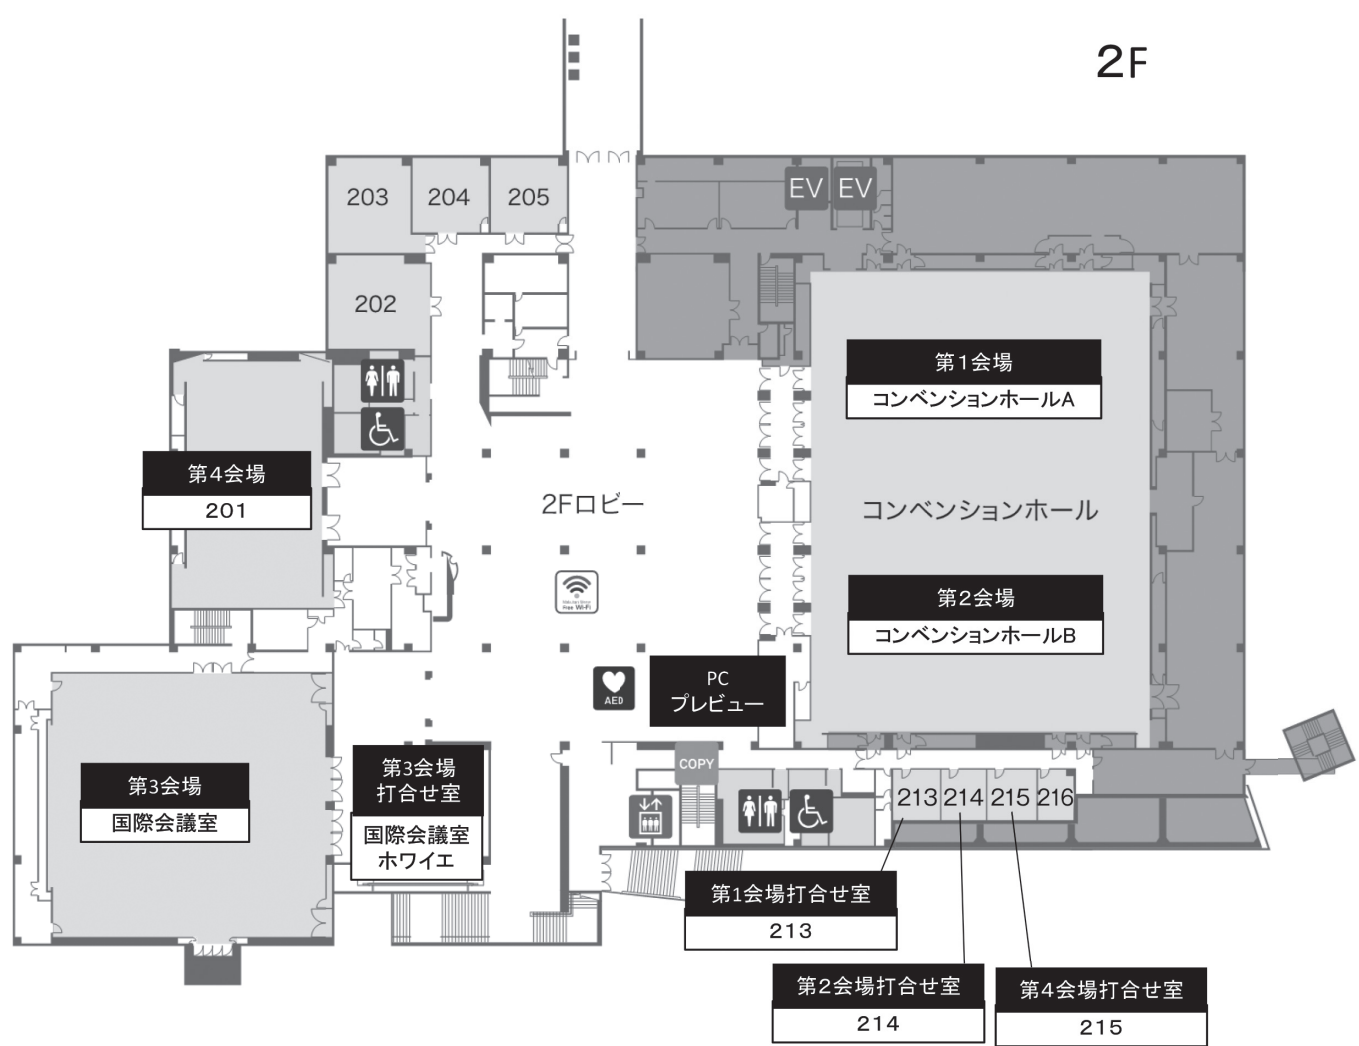 2F
203
204
205
EV
EV
202
第1会場
コンベンションホールA
第4会場
201
2Fロビー
コンベンションホール
Free Wi-Fi
第2会場
コンベンションホールB
AED
PC
プレビュー
第3会場
国際会議室
第3会場
打合せ室
国際会議室
ホワイエ
COPY
213
214
215
216
第1会場打合せ室
213
第2会場打合せ室
214
第4会場打合せ室
215